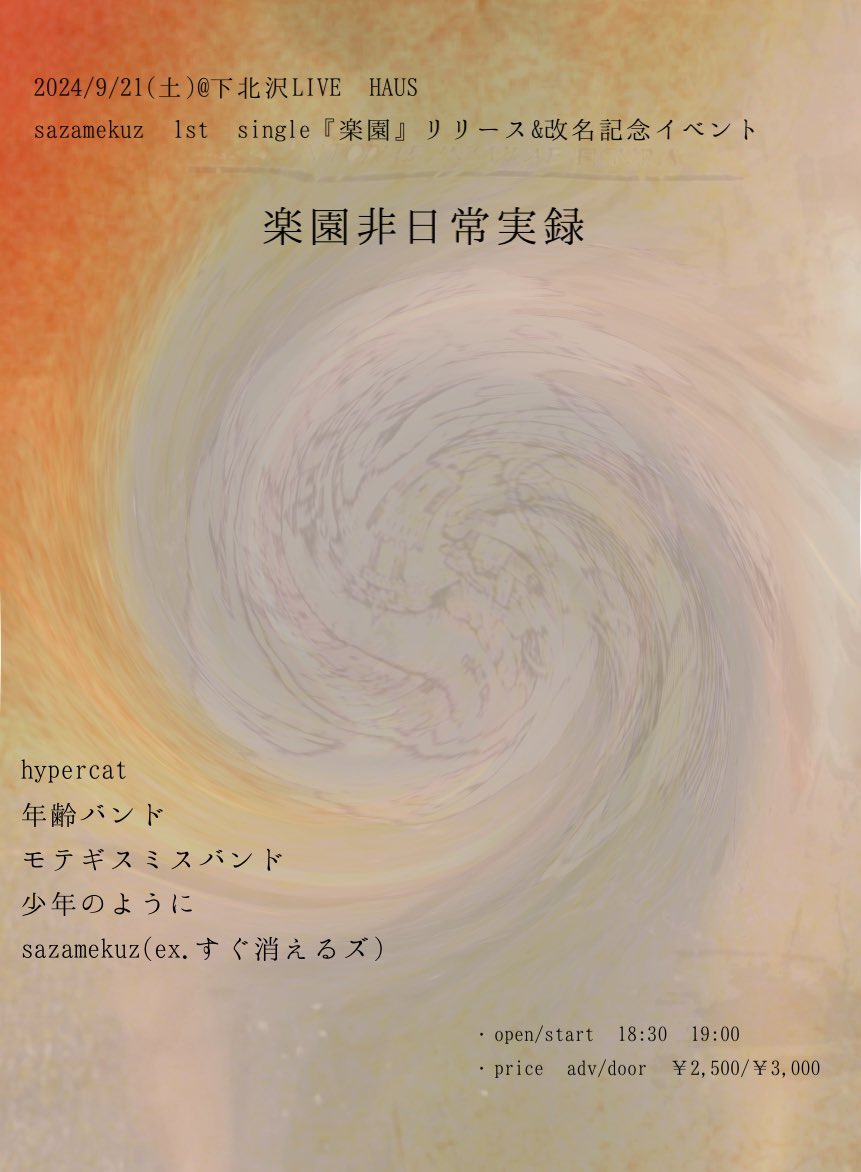 2024/9/21(土)@下北沢LIVE HAUS
sazamekuz 1st single『楽園』リリース&改名記念イベント
楽園非日常実録
hypercat
年齢バンド
モテギスミスバンド
少年のように
sazamekuz(ex.すぐ消えるズ)
・open/start 18:30 19:00
・price adv/door ￥2,500/￥3,000